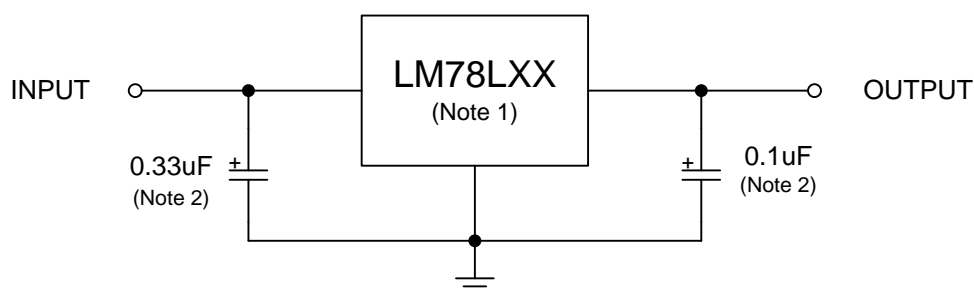 INPUT
LM78LXX
(Note 1)
OUTPUT
+
0.33uF
(Note 2)
+
0.1uF
(Note 2)